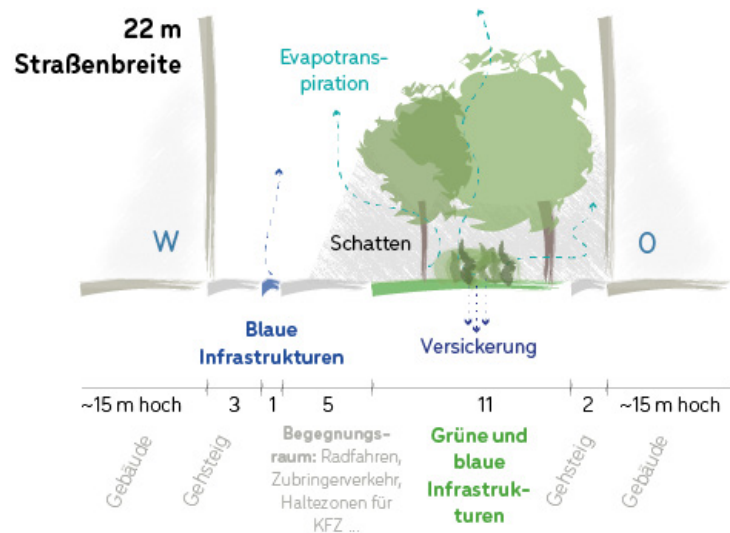 22 m
Straßenbreite
Evapotrans-
piration
W
Schatten
O
Blaue
Infrastrukturen
Versickerung
~15 m hoch
3
1
5
11
2
~15 m hoch
Gebäude
Gehsteig
Begegnungs-
raum: Radfahren,
Zubringerverkehr,
Haltezonen für
KFZ ...
Grüne und
blaue
Infrastruk-
turen
Gehsteig
Gebäude